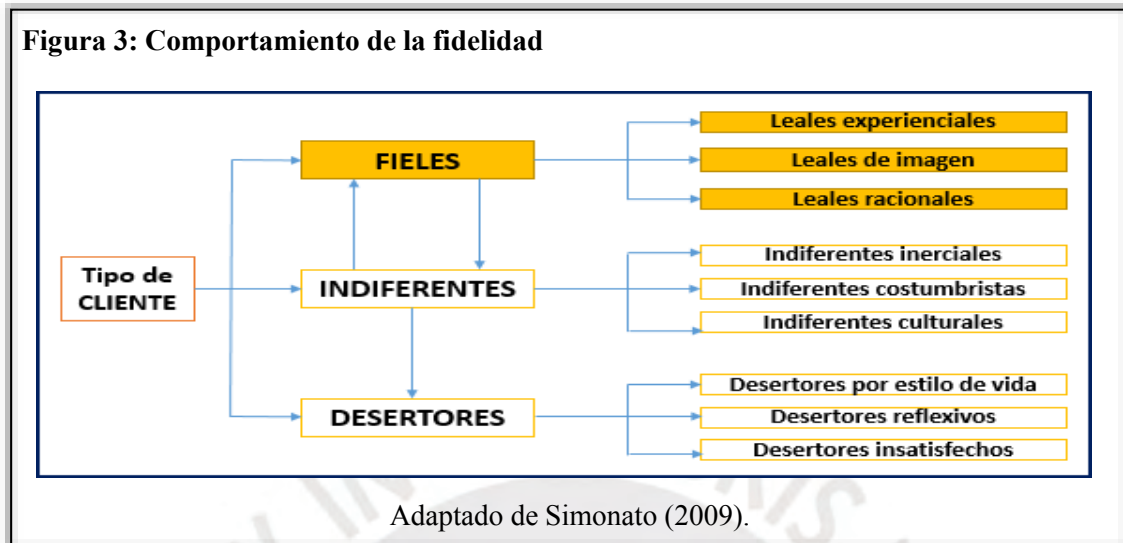 Figura 3: Comportamiento de la fidelidad
Tipo de
CLIENTE
FIELES
Leales experienciales
Leales de imagen
Leales racionales
INDIFERENTES
Indiferentes inerciales
Indiferentes costumbristas
Indiferentes culturales
DESERTORES
Desertores por estilo de vida
Desertores reflexivos
Desertores insatisfechos
Adaptado de Simonato (2009).